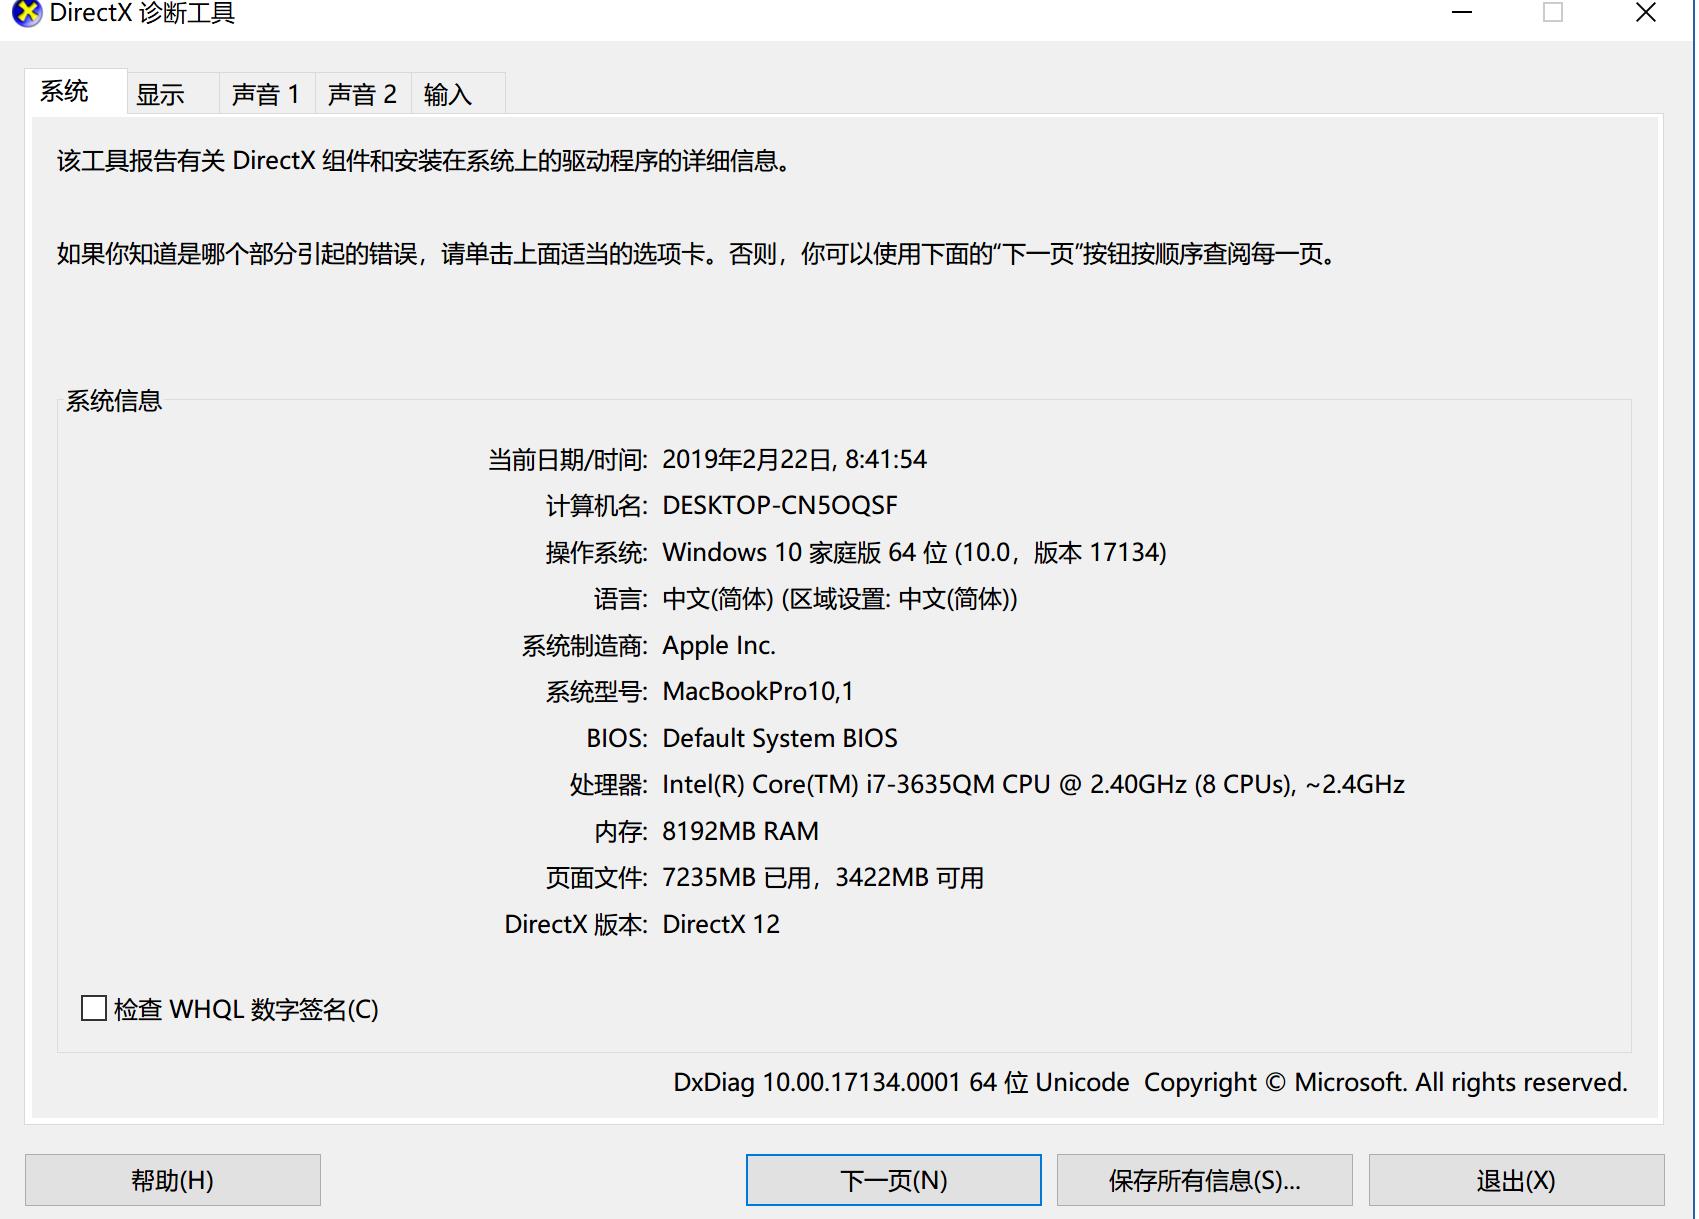 DirectX 诊断工具
系统
显示
声音 1
声音 2
输入
该工具报告有关 DirectX 组件和安装在系统上的驱动程序的详细信息。
如果你知道是哪个部分引起的错误，请单击上面适当的选项卡。否则，你可以使用下面的“下一页”按钮按顺序查阅每一页。
系统信息
当前日期/时间: 2019年2月22日, 8:41:54
计算机名: DESKTOP-CN5OQSF
操作系统: Windows 10 家庭版 64 位 (10.0，版本 17134)
语言: 中文(简体) (区域设置: 中文(简体))
系统制造商: Apple Inc.
系统型号: MacBookPro10,1
BIOS: Default System BIOS
处理器: Intel(R) Core(TM) i7-3635QM CPU @ 2.40GHz (8 CPUs), ~2.4GHz
内存: 8192MB RAM
页面文件: 7235MB 已用，3422MB 可用
DirectX 版本: DirectX 12
检查 WHQL 数字签名(C)
DxDiag 10.00.17134.0001 64 位 Unicode  Copyright © Microsoft. All rights reserved.
帮助(H)
下一页(N)
保存所有信息(S)...
退出(X)